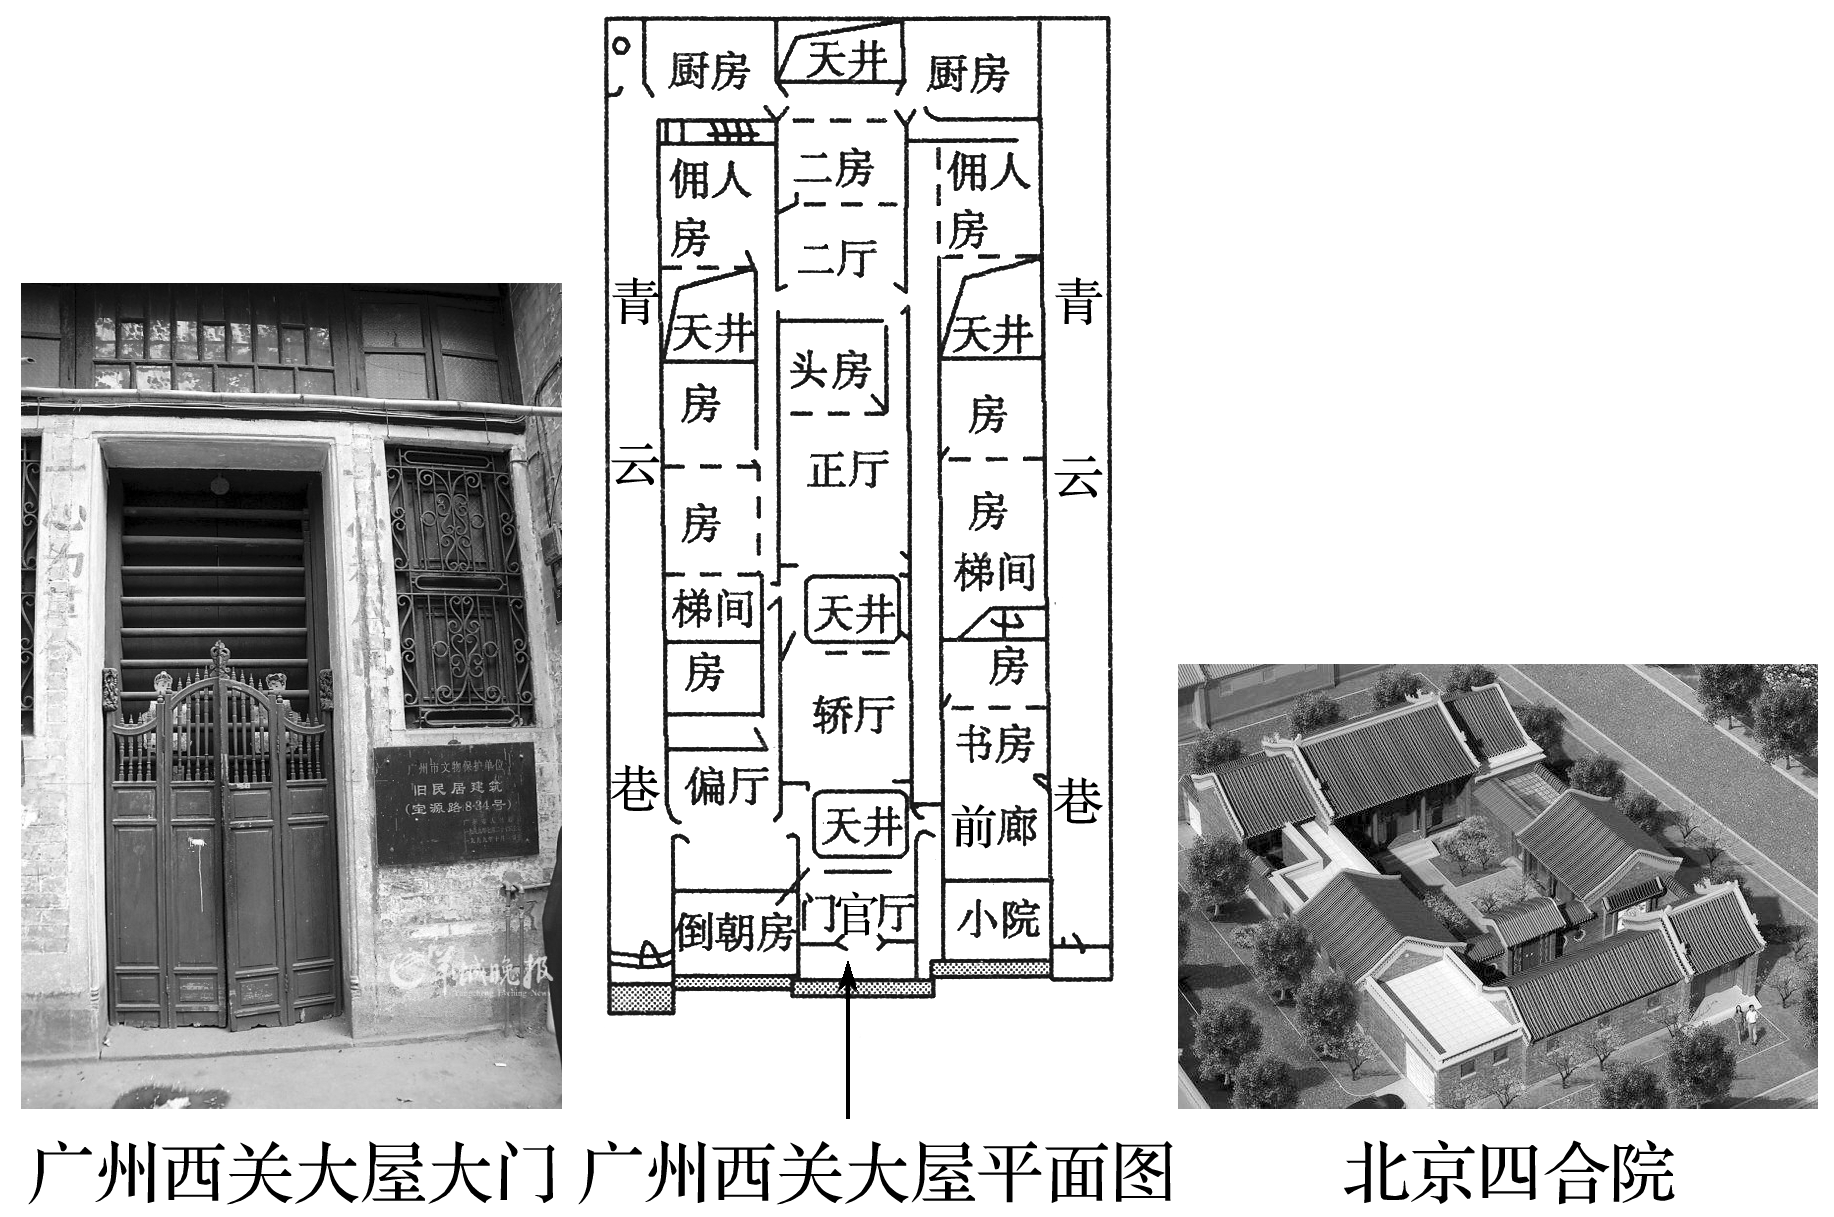 广州市文物保护单位
旧民居建筑
(宝源路8-34号)
羊城晚报
厨房
天井
厨房
佣人
房
二房
佣人
房
二厅
青
云
巷
天井
天井
青
云
巷
头房
房
房
正厅
房
房
梯间
梯间
天井
房
房
轿厅
书房
偏厅
天井
前廊
倒朝房
门官厅
小院
广州西关大屋大门
广州西关大屋平面图
北京四合院